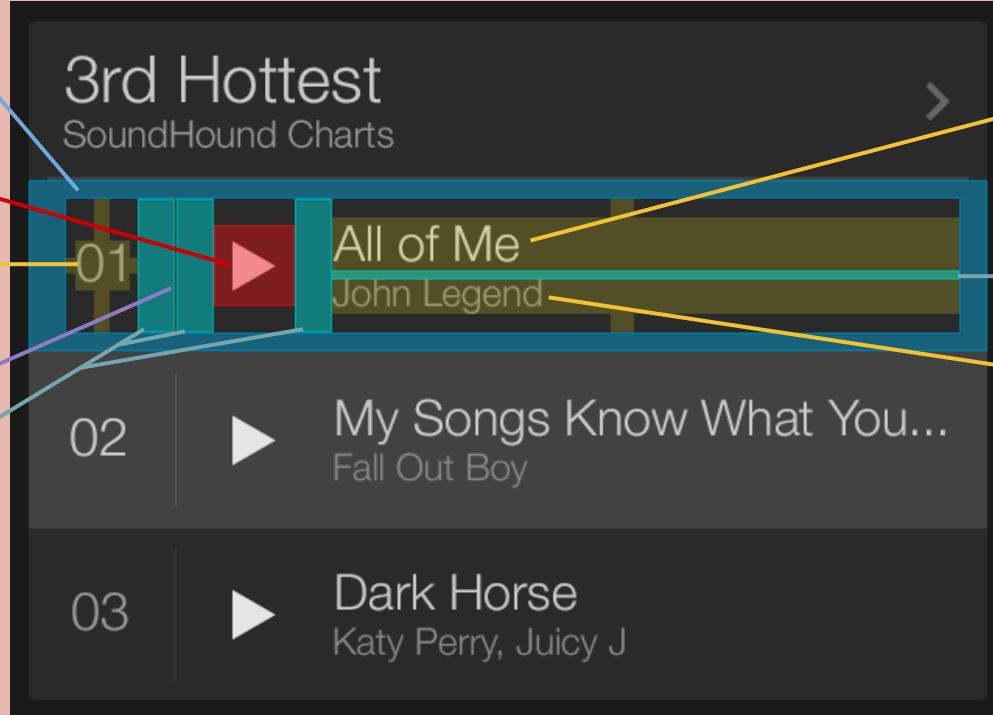 3rd Hottest
SoundHound Charts
01
All of Me
John Legend
02
My Songs Know What You...
Fall Out Boy
03
Dark Horse
Katy Perry, Juicy J